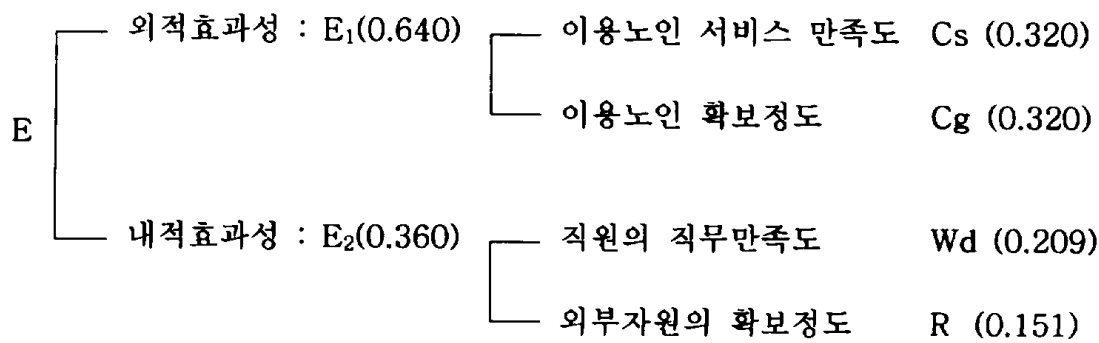 외적효과성 : E₁(0.640) 이용노인 서비스 만족도 Cs (0.320)
이용노인 확보정도 Cg (0.320)
E
내적효과성 : E₂(0.360) 직원의 직무만족도 Wd (0.209)
외부자원의 확보정도 R (0.151)